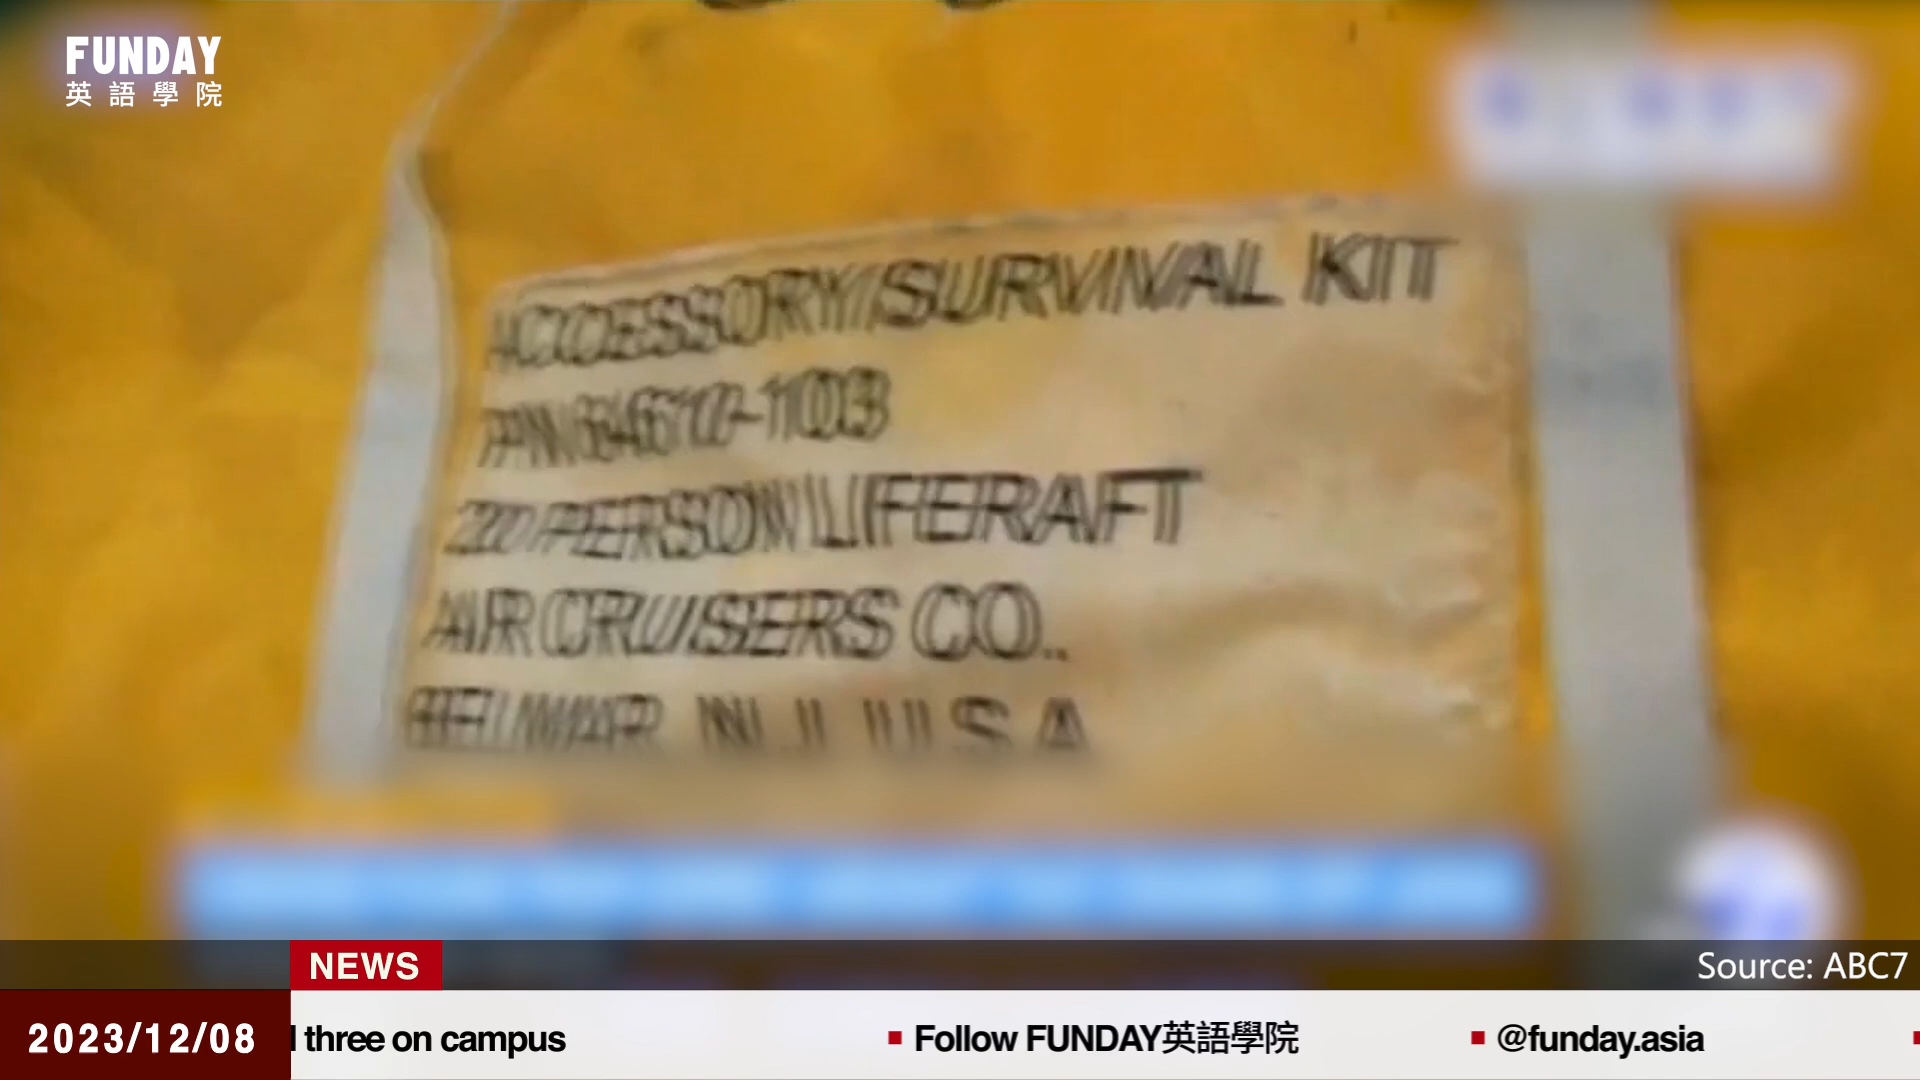 FUNDAY
英語學院
ACCESSORY/SURVIVAL KIT
20 PERSON LIFERAFT
AIR CRUISERS CO.
N.J. U.S.A
NEWS
Source: ABC7
2023/12/08
three on campus
Follow FUNDAY英語學院
@funday.asia